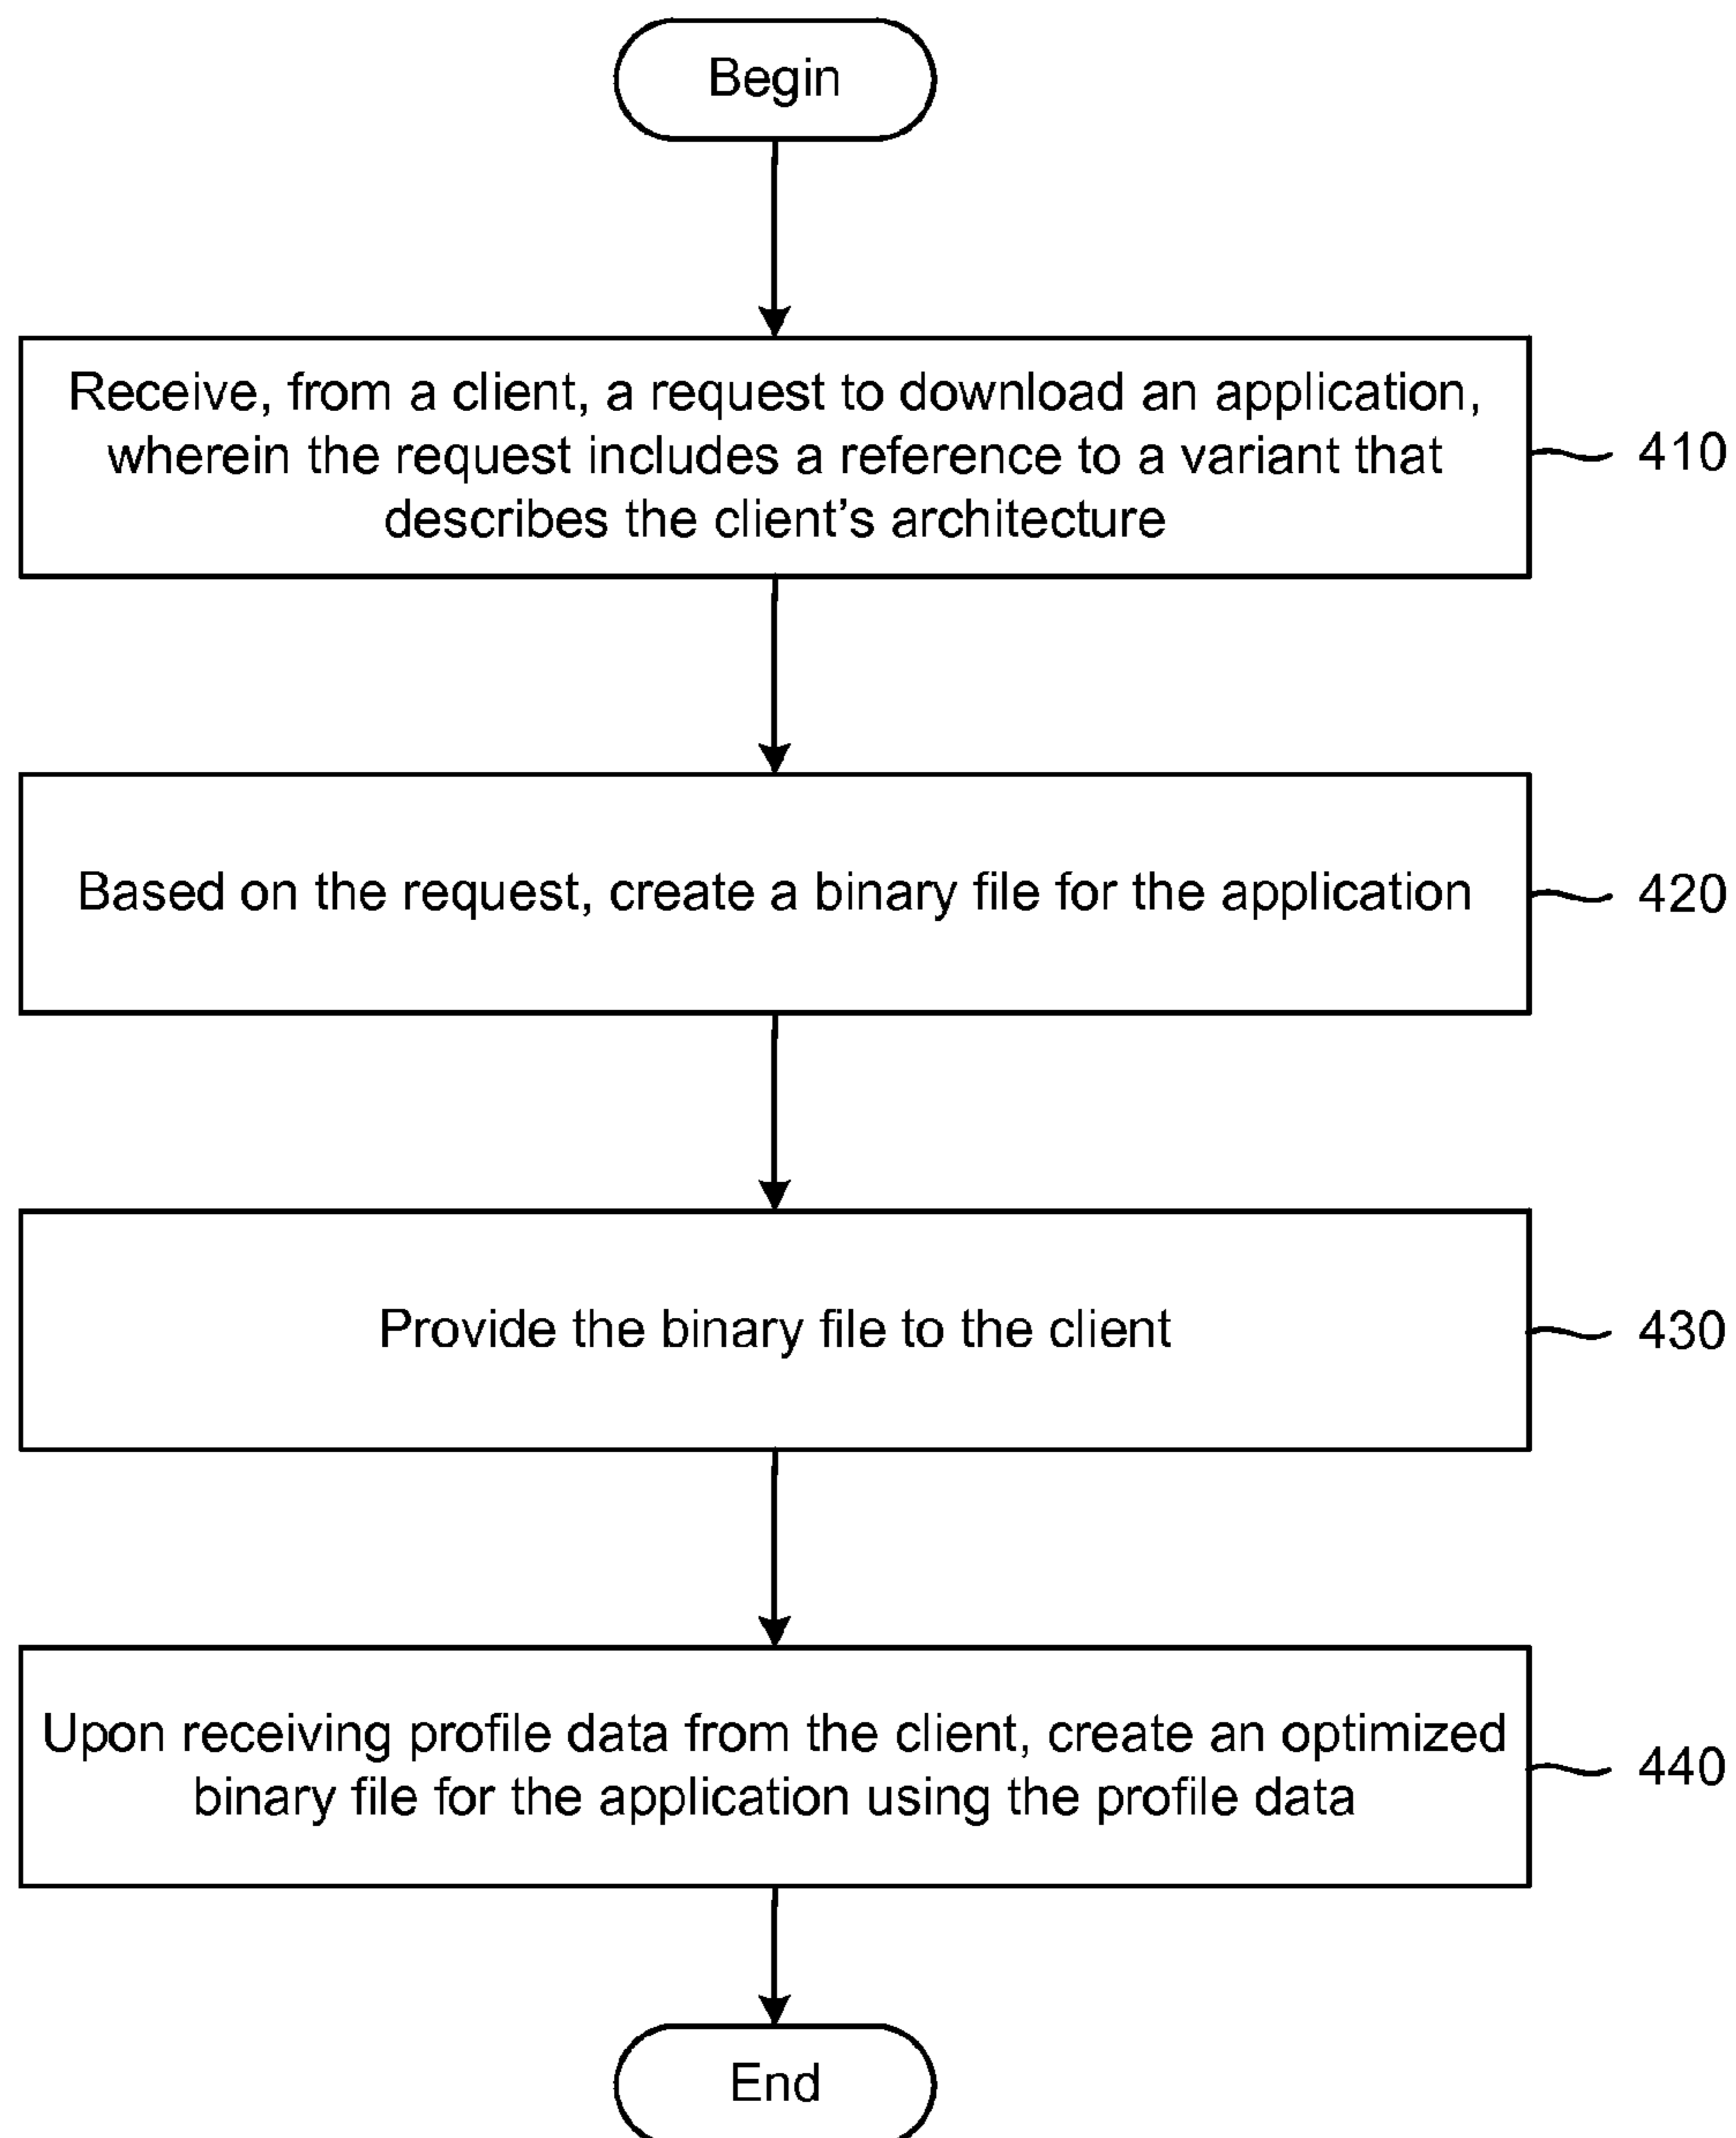 Begin
Receive, from a client, a request to download an application,
wherein the request includes a reference to a variant that
describes the client's architecture
410
Based on the request, create a binary file for the application
420
Provide the binary file to the client
430
Upon receiving profile data from the client, create an optimized
binary file for the application using the profile data
440
End